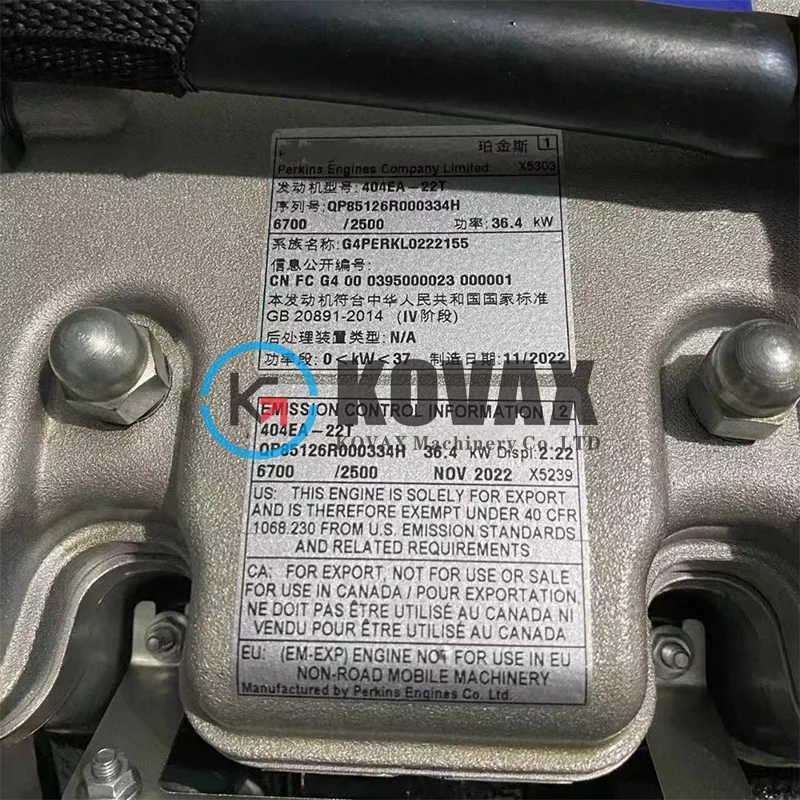 珀金斯 1
Perkins Engines Company Limited X5303
发动机型号: 404EA-22T
序列号: QP85126R000334H
6700 /2500 功率: 36.4 kW
系族名称: G4PERKL0222155
信息公开编号:
CN FC G4 00 0395000023 000001
本发动机符合中华人民共和国国家标准
GB 20891-2014 (IV阶段)
后处理装置类型: N/A
功率段: 0<kW<37 制造日期: 11/2022
KOVAX
KOVAX Machinery Co.,LTD
EMISSION CONTROL INFORMATION 2
404EA-22T
QP85126R000334H 36.4 kW Displ: 2.22
6700 /2500 NOV 2022 X5239
US: THIS ENGINE IS SOLELY FOR EXPORT
AND IS THEREFORE EXEMPT UNDER 40 CFR
1068.230 FROM U.S. EMISSION STANDARDS
AND RELATED REQUIREMENTS
CA: FOR EXPORT, NOT FOR USE OR SALE
FOR USE IN CANADA / POUR EXPORTATION,
NE DOIT PAS ÊTRE UTILISÉ AU CANADA NI
VENDU POUR ÊTRE UTILISÉ AU CANADA
EU: (EM-EXP) ENGINE NOT FOR USE IN EU
NON-ROAD MOBILE MACHINERY
Manufactured by Perkins Engines Co. Ltd.